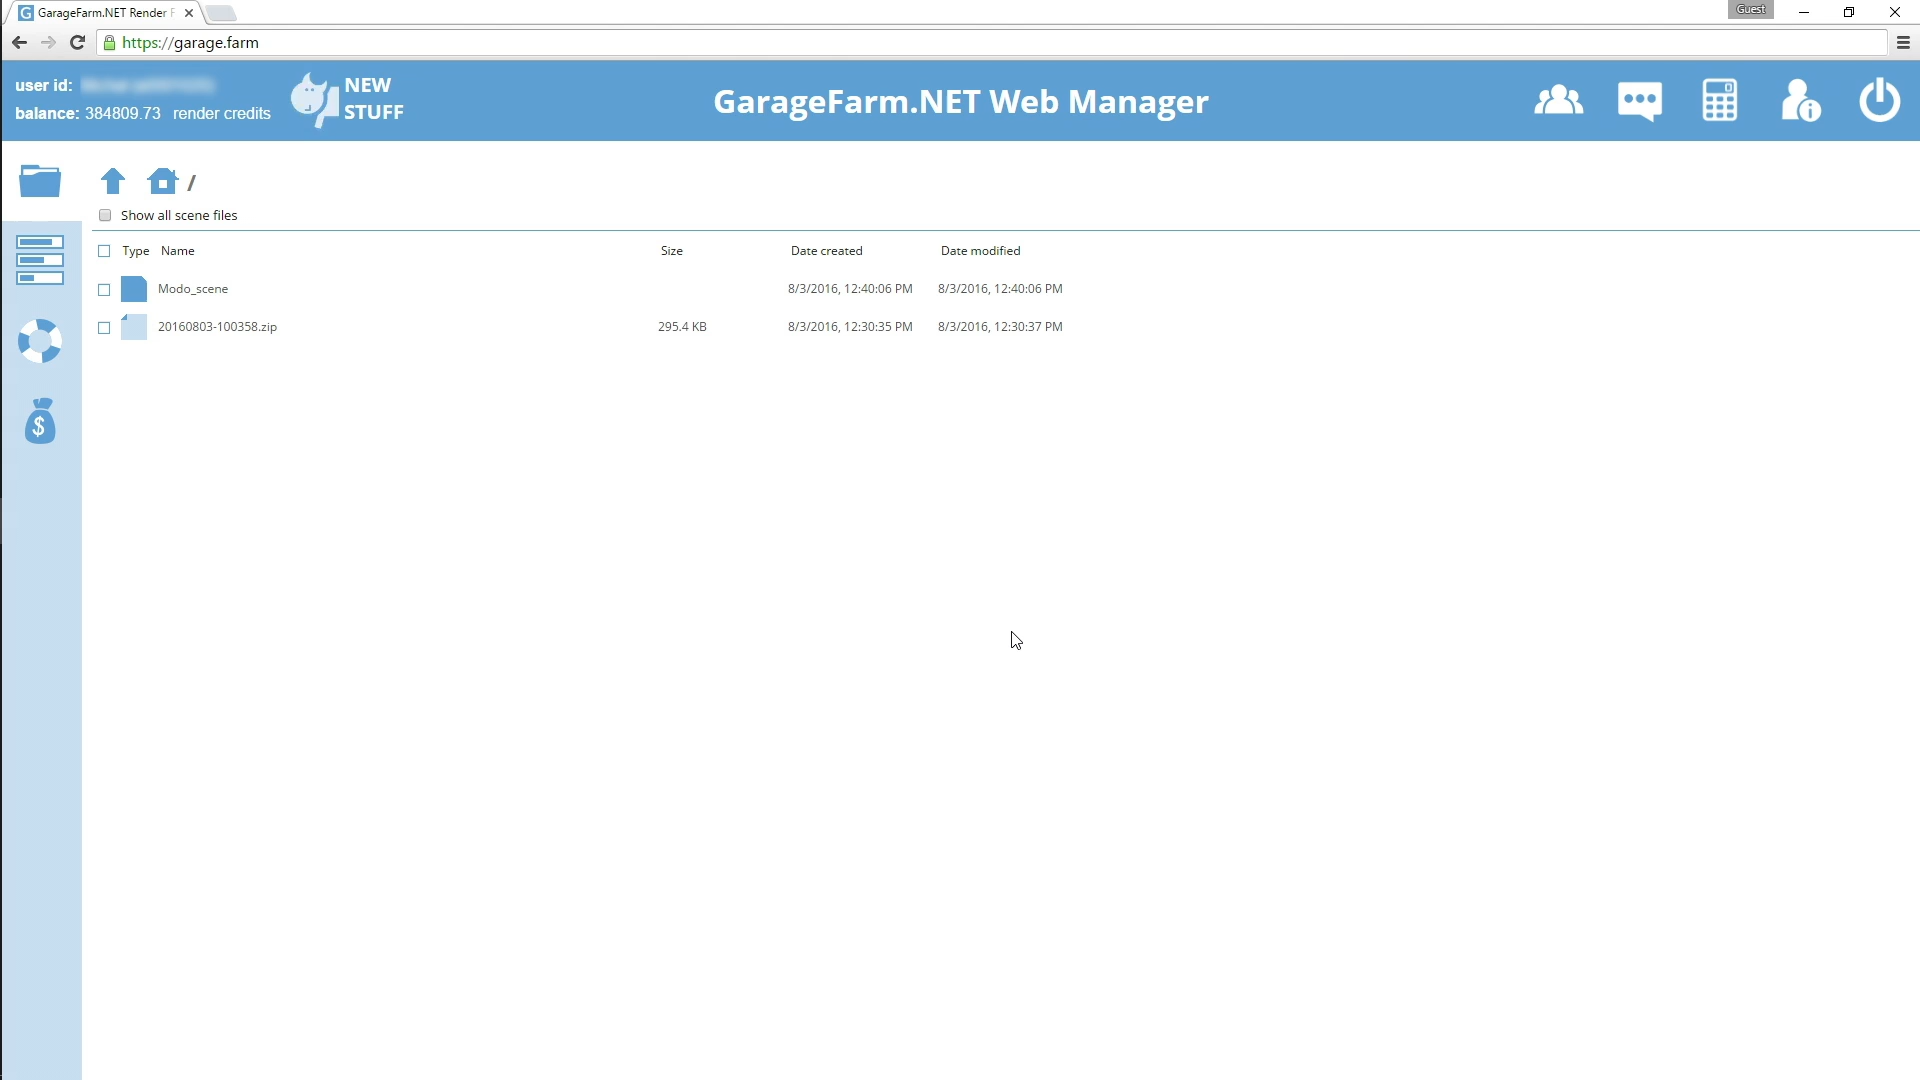 GarageFarm.NET Render F
Guest
https://garage.farm
user id:
balance: 384809.73 render credits
NEW
STUFF
GarageFarm.NET Web Manager
/
Show all scene files
Type Name Size Date created Date modified
Modo_scene 8/3/2016, 12:40:06 PM 8/3/2016, 12:40:06 PM
20160803-100358.zip 295.4 KB 8/3/2016, 12:30:35 PM 8/3/2016, 12:30:37 PM
$